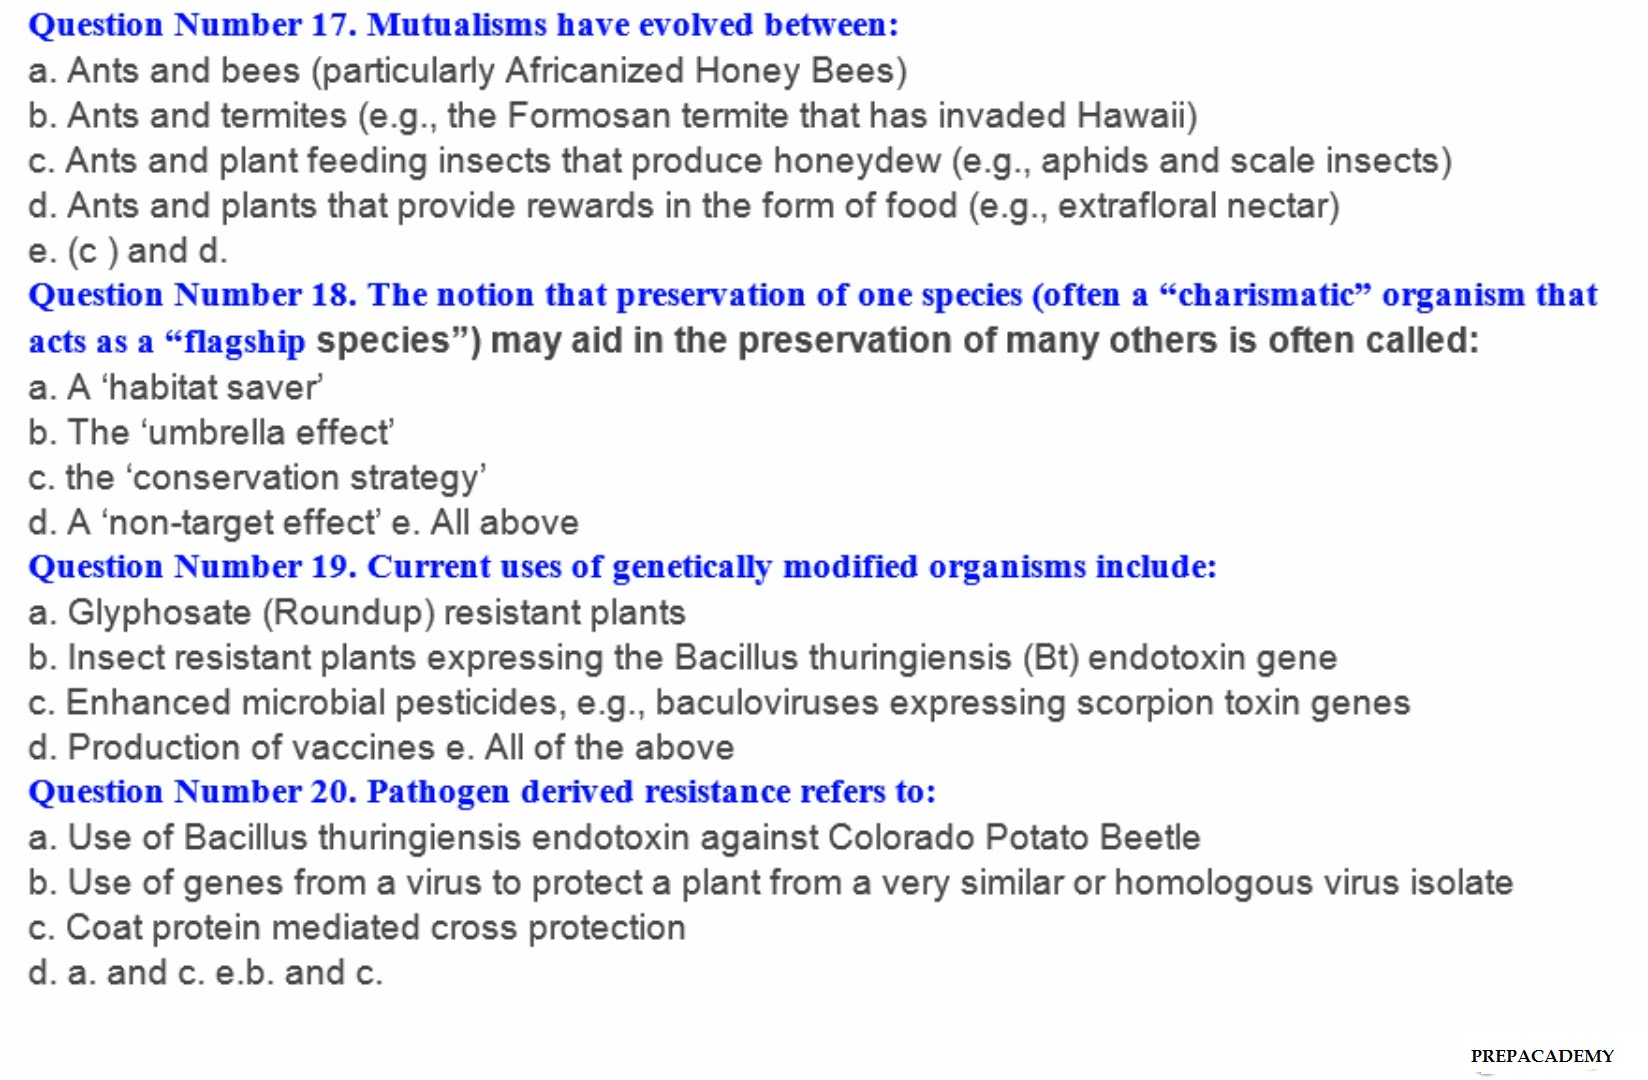 Question Number 17. Mutualisms have evolved between:
a. Ants and bees (particularly Africanized Honey Bees)
b. Ants and termites (e.g., the Formosan termite that has invaded Hawaii)
c. Ants and plant feeding insects that produce honeydew (e.g., aphids and scale insects)
d. Ants and plants that provide rewards in the form of food (e.g., extrafloral nectar)
e. (c ) and d.
Question Number 18. The notion that preservation of one species (often a “charismatic” organism that
acts as a “flagship species”) may aid in the preservation of many others is often called:
a. A ‘habitat saver’
b. The ‘umbrella effect’
c. the ‘conservation strategy’
d. A ‘non-target effect’ e. All above
Question Number 19. Current uses of genetically modified organisms include:
a. Glyphosate (Roundup) resistant plants
b. Insect resistant plants expressing the Bacillus thuringiensis (Bt) endotoxin gene
c. Enhanced microbial pesticides, e.g., baculoviruses expressing scorpion toxin genes
d. Production of vaccines e. All of the above
Question Number 20. Pathogen derived resistance refers to:
a. Use of Bacillus thuringiensis endotoxin against Colorado Potato Beetle
b. Use of genes from a virus to protect a plant from a very similar or homologous virus isolate
c. Coat protein mediated cross protection
d. a. and c. e.b. and c.
PREPACADEMY